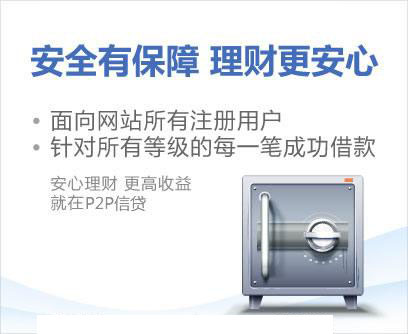 安全有保障 理财更安心
• 面向网站所有注册用户
• 针对所有等级的每一笔成功借款
安心理财 更高收益
就在P2P信贷